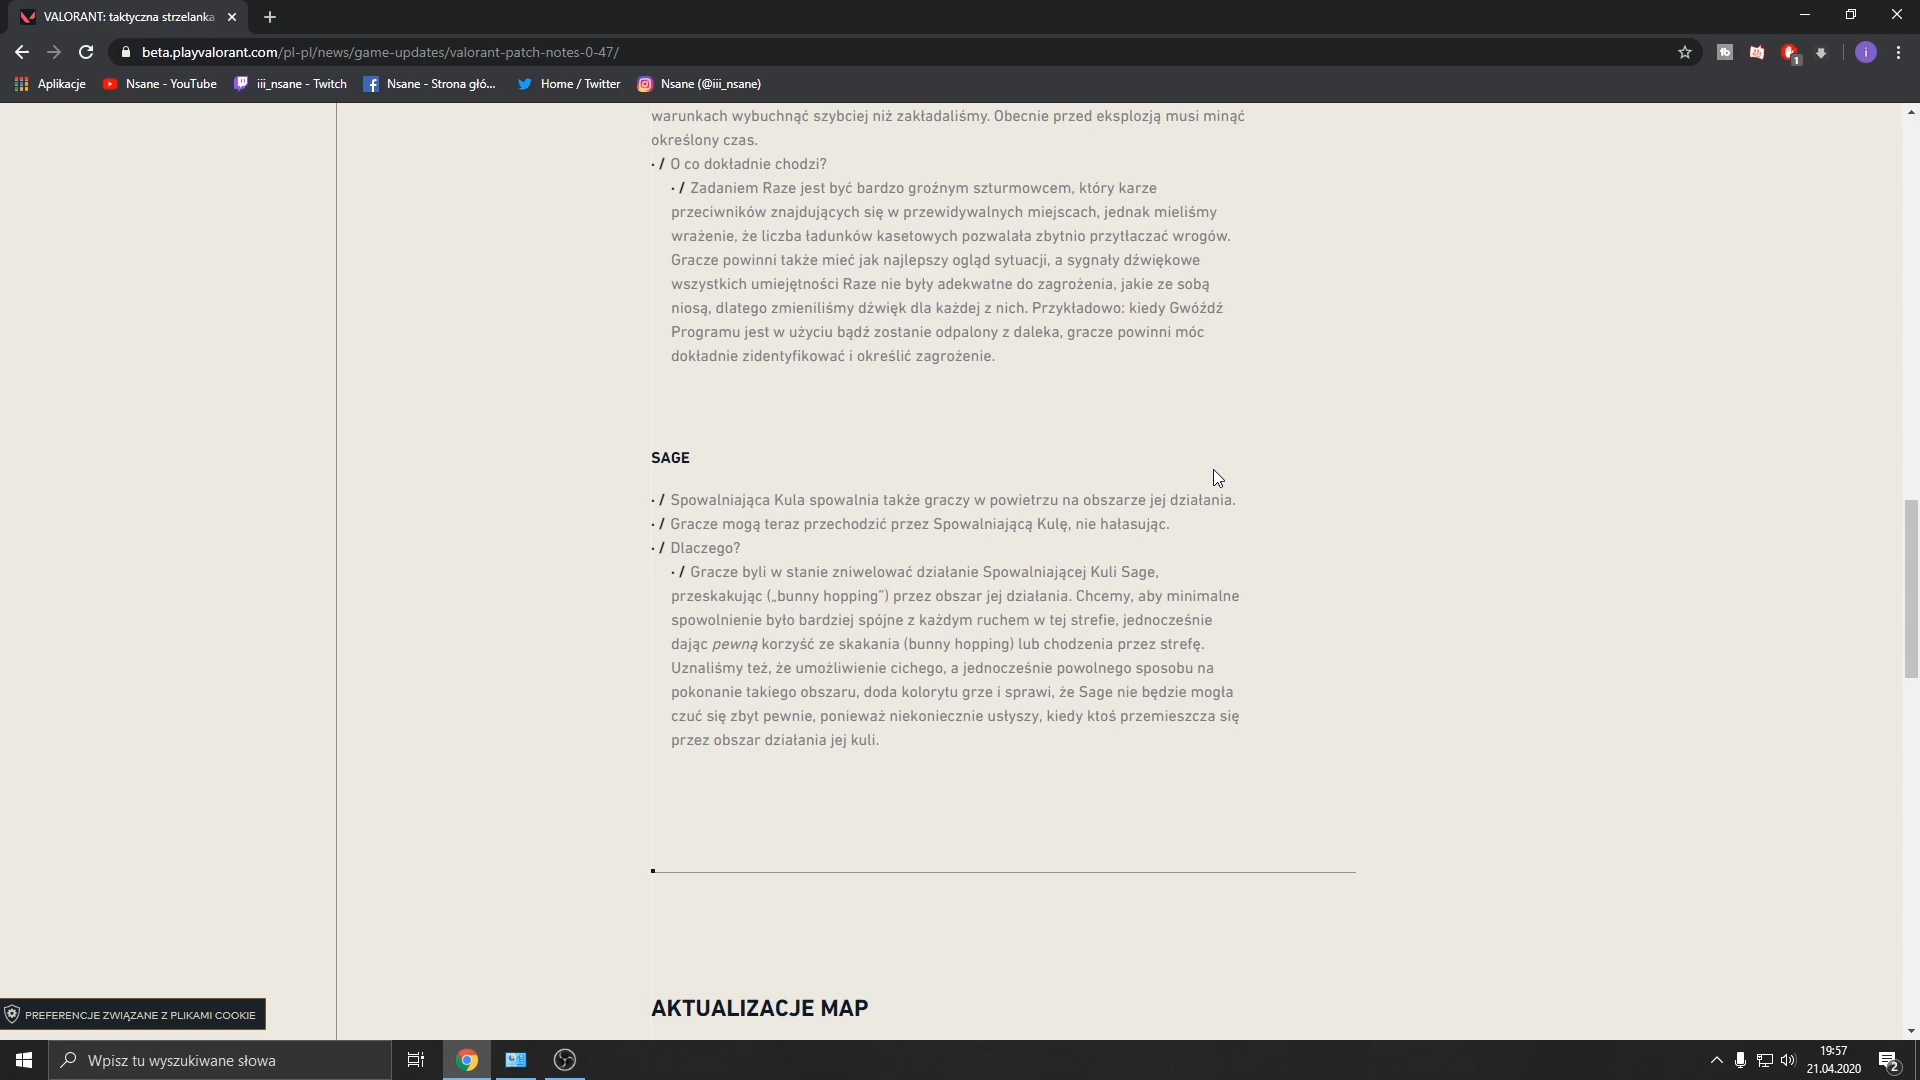 VALORANT: taktyczna strzelanka
beta.playvalorant.com/pl-pl/news/game-updates/valorant-patch-notes-0-47/
1
i
Aplikacje
Nsane - YouTube
iii_nsane - Twitch
Nsane - Strona głó...
Home / Twitter
Nsane (@iii_nsane)
warunkach wybuchnąć szybciej niż zakładaliśmy. Obecnie przed eksplozją musi minąć
określony czas.
· / O co dokładnie chodzi?
· / Zadaniem Raze jest być bardzo groźnym szturmowcem, który karze
przeciwników znajdujących się w przewidywalnych miejscach, jednak mieliśmy
wrażenie, że liczba ładunków kasetowych pozwalała zbytnio przytłaczać wrogów.
Gracze powinni także mieć jak najlepszy ogląd sytuacji, a sygnały dźwiękowe
wszystkich umiejętności Raze nie były adekwatne do zagrożenia, jakie ze sobą
niosą, dlatego zmieniliśmy dźwięk dla każdej z nich. Przykładowo: kiedy Gwóźdź
Programu jest w użyciu bądź zostanie odpalony z daleka, gracze powinni móc
dokładnie zidentyfikować i określić zagrożenie.
SAGE
· / Spowalniająca Kula spowalnia także graczy w powietrzu na obszarze jej działania.
· / Gracze mogą teraz przechodzić przez Spowalniającą Kulę, nie hałasując.
· / Dlaczego?
· / Gracze byli w stanie zniwelować działanie Spowalniającej Kuli Sage,
przeskakując („bunny hopping”) przez obszar jej działania. Chcemy, aby minimalne
spowolnienie było bardziej spójne z każdym ruchem w tej strefie, jednocześnie
dając pewną korzyść ze skakania (bunny hopping) lub chodzenia przez strefę.
Uznaliśmy też, że umożliwienie cichego, a jednocześnie powolnego sposobu na
pokonanie takiego obszaru, doda kolorytu grze i sprawi, że Sage nie będzie mogła
czuć się zbyt pewnie, ponieważ niekoniecznie usłyszy, kiedy ktoś przemieszcza się
przez obszar działania jej kuli.
AKTUALIZACJE MAP
PREFERENCJE ZWIĄZANE Z PLIKAMI COOKIE
Wpisz tu wyszukiwane słowa
19:57
21.04.2020
2